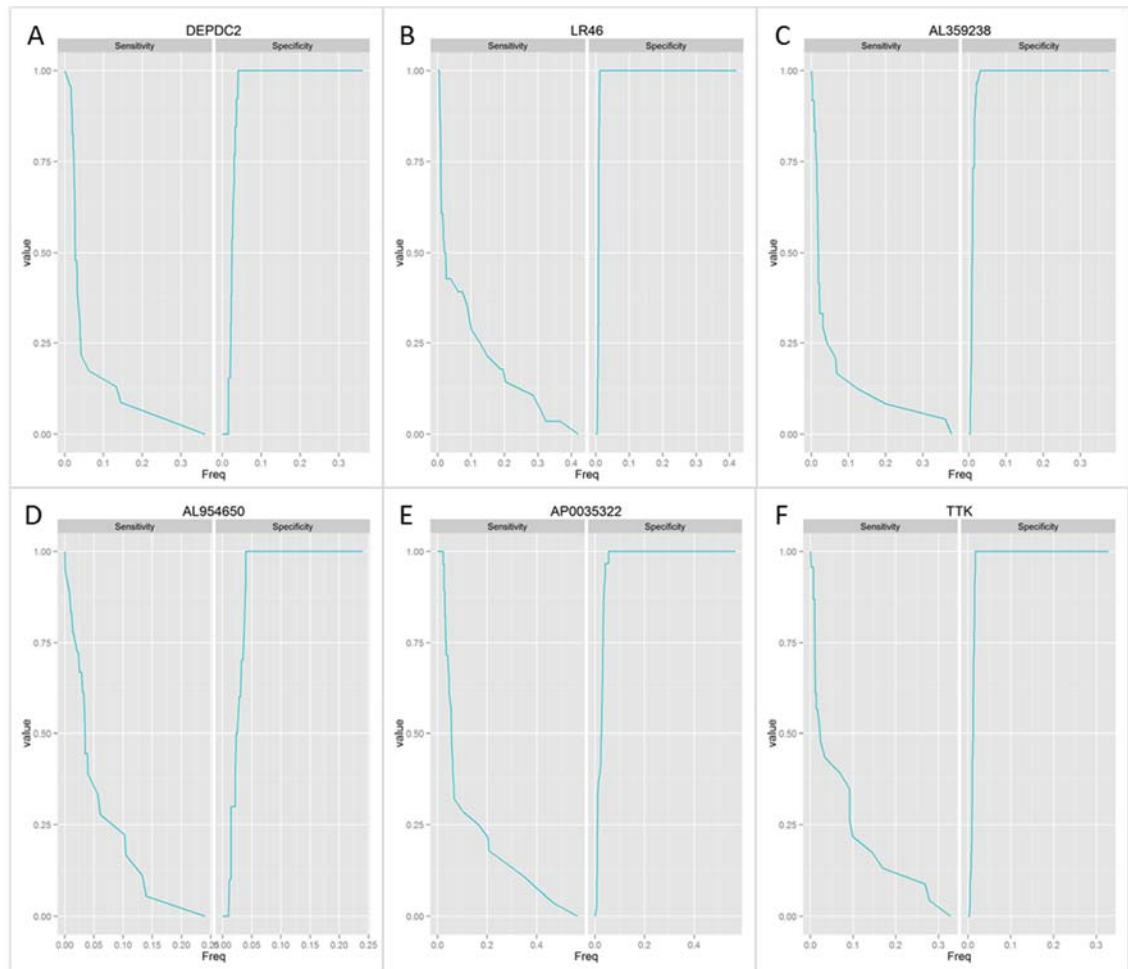 A DEPDC2
Sensitivity Specificity
1.00
0.75
0.50
0.25
0.00
value
0.0 0.1 0.2 0.3 0.0 0.1 0.2 0.3
Freq
B LR46
Sensitivity Specificity
1.00
0.75
0.50
0.25
0.00
value
0.0 0.1 0.2 0.3 0.4 0.0 0.1 0.2 0.3 0.4
Freq
C AL359238
Sensitivity Specificity
1.00
0.75
0.50
0.25
0.00
value
0.0 0.1 0.2 0.3 0.0 0.1 0.2 0.3
Freq
D AL954650
Sensitivity Specificity
1.00
0.75
0.50
0.25
0.00
value
0.00 0.05 0.10 0.15 0.20 0.00 0.05 0.10 0.15 0.20 0.25
Freq
E AP0035322
Sensitivity Specificity
1.00
0.75
0.50
0.25
0.00
value
0.0 0.2 0.4 0.0 0.2 0.4
Freq
F TTK
Sensitivity Specificity
1.00
0.75
0.50
0.25
0.00
value
0.0 0.1 0.2 0.3 0.0 0.1 0.2 0.3
Freq